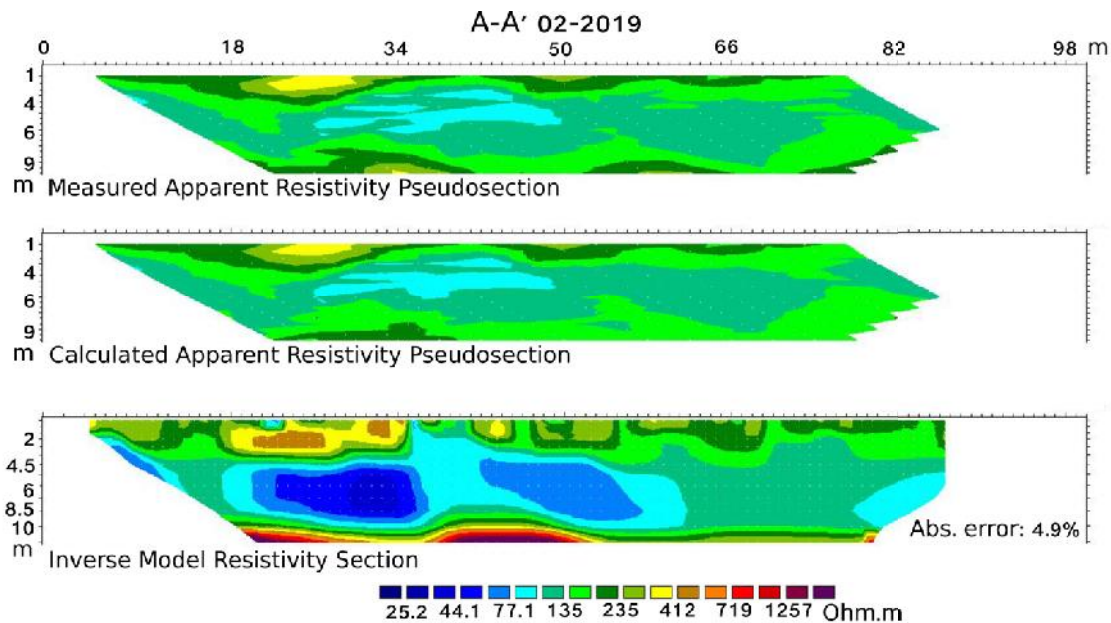 A-A′ 02-2019
0 18 34 50 66 82 98 m
1
4
6
9
m Measured Apparent Resistivity Pseudosection
1
4
6
9
m Calculated Apparent Resistivity Pseudosection
2
4.5
6
8.5
10 Abs. error: 4.9%
m Inverse Model Resistivity Section
25.2 44.1 77.1 135 235 412 719 1257 Ohm.m